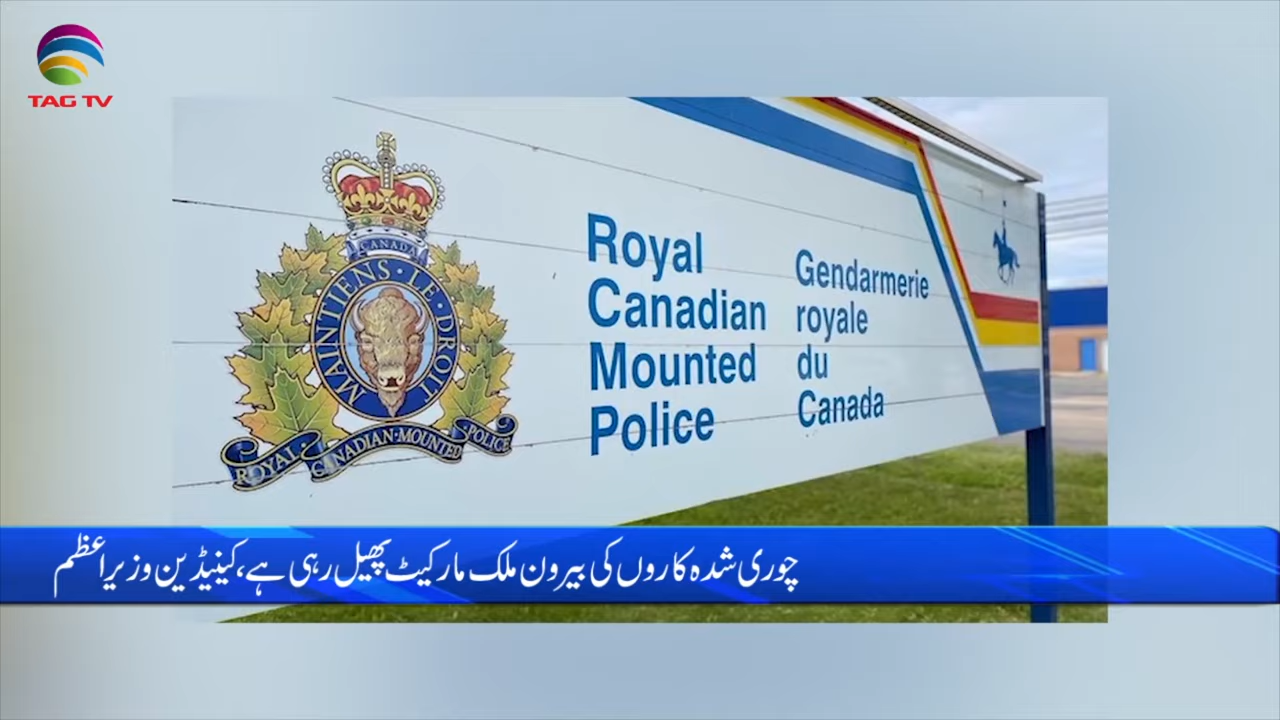 TAG TV
CANADA
MAINTIENS LE DROIT
ROYAL CANADIAN MOUNTED POLICE
Royal
Canadian
Mounted
Police
Gendarmerie
royale
du
Canada
چوری شدہ کاروں کی بیرون ملک مارکیٹ پھیل رہی ہے، کینیڈین وزیراعظم